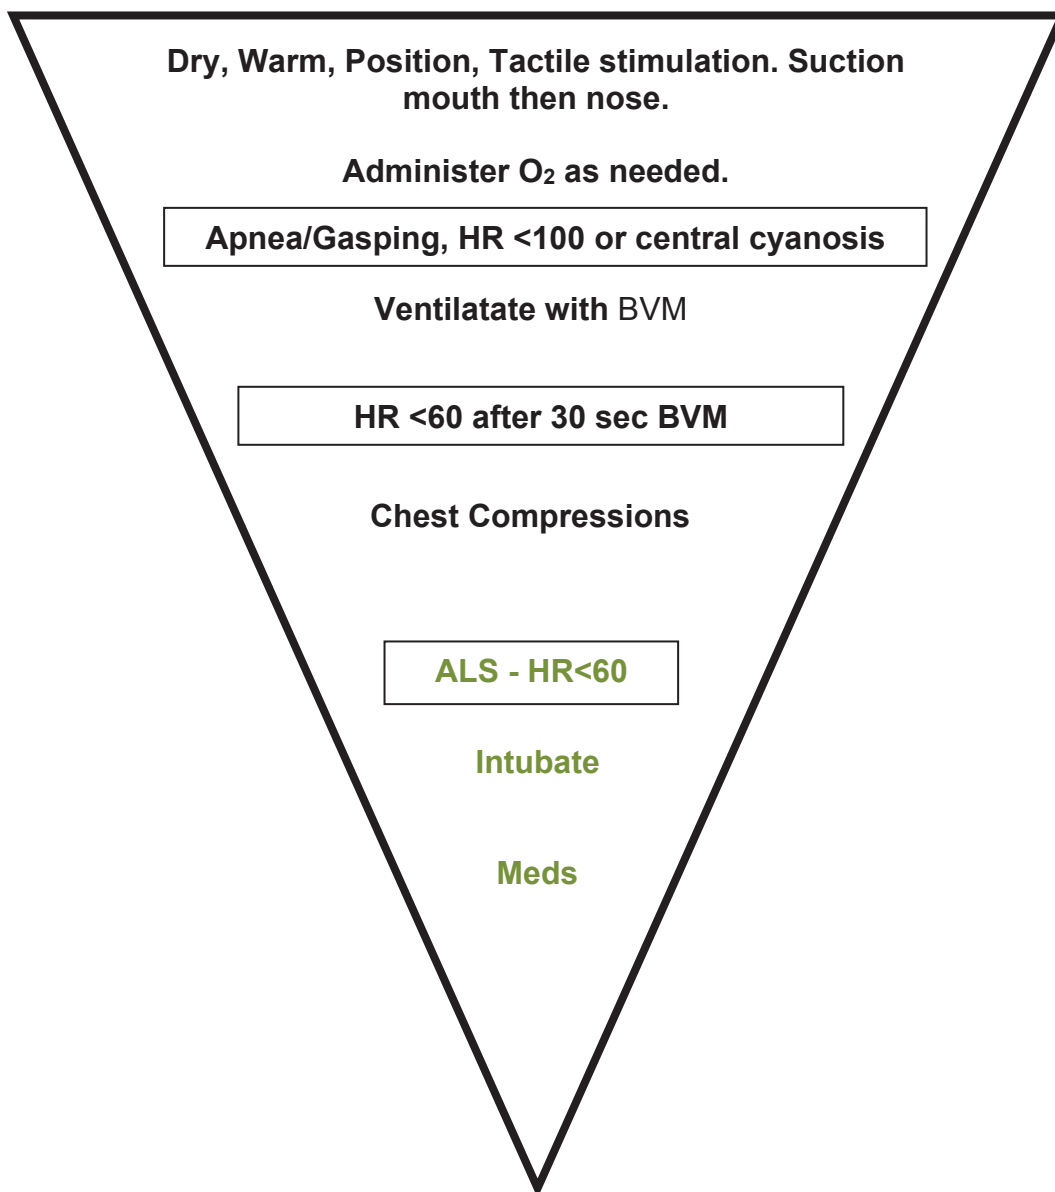 Dry, Warm, Position, Tactile stimulation. Suction
mouth then nose.
Administer O₂ as needed.
Apnea/Gasping, HR <100 or central cyanosis
Ventilatate with BVM
HR <60 after 30 sec BVM
Chest Compressions
ALS - HR<60
Intubate
Meds